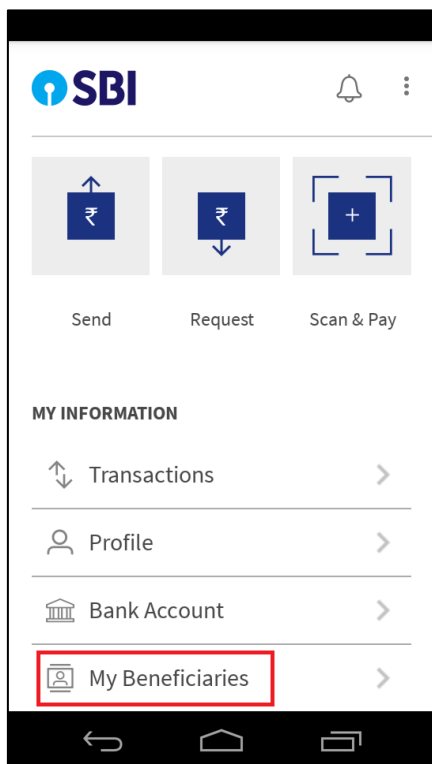 SBI
₹ ₹ +
Send Request Scan & Pay
MY INFORMATION
Transactions
Profile
Bank Account
My Beneficiaries